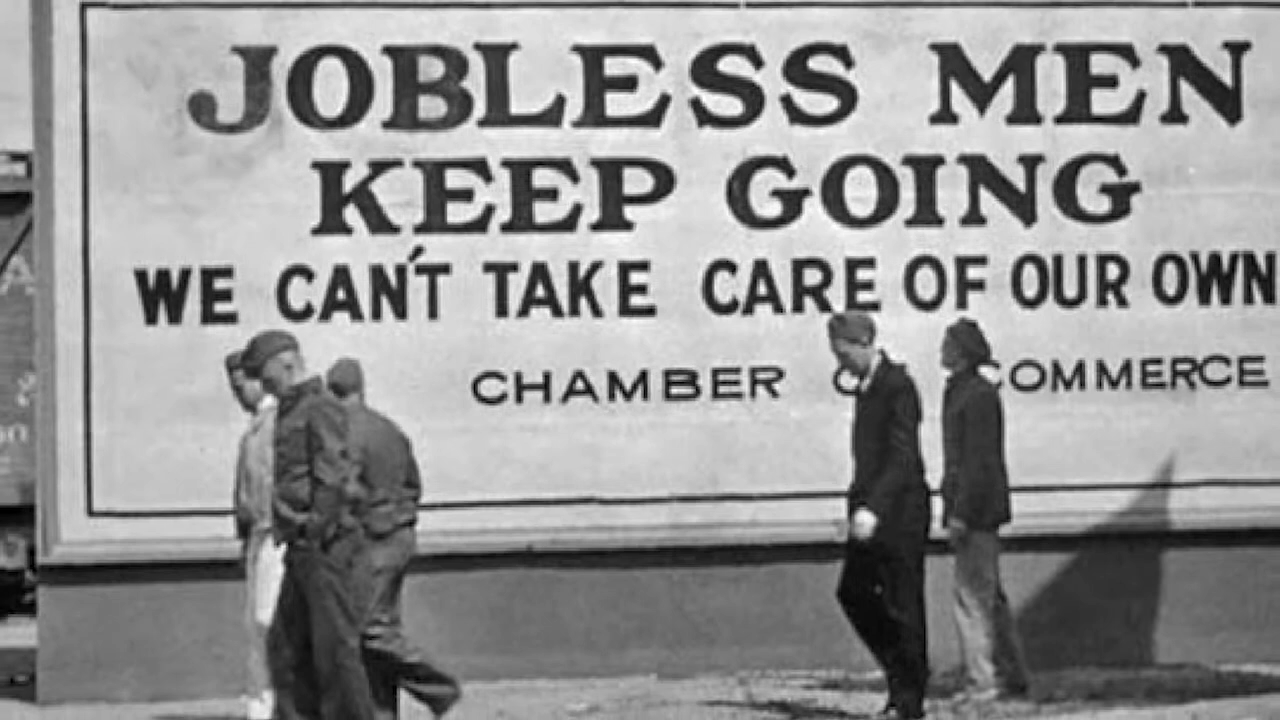 JOBLESS MEN
KEEP GOING
WE CAN'T TAKE CARE OF OUR OWN
CHAMBER COMMERCE